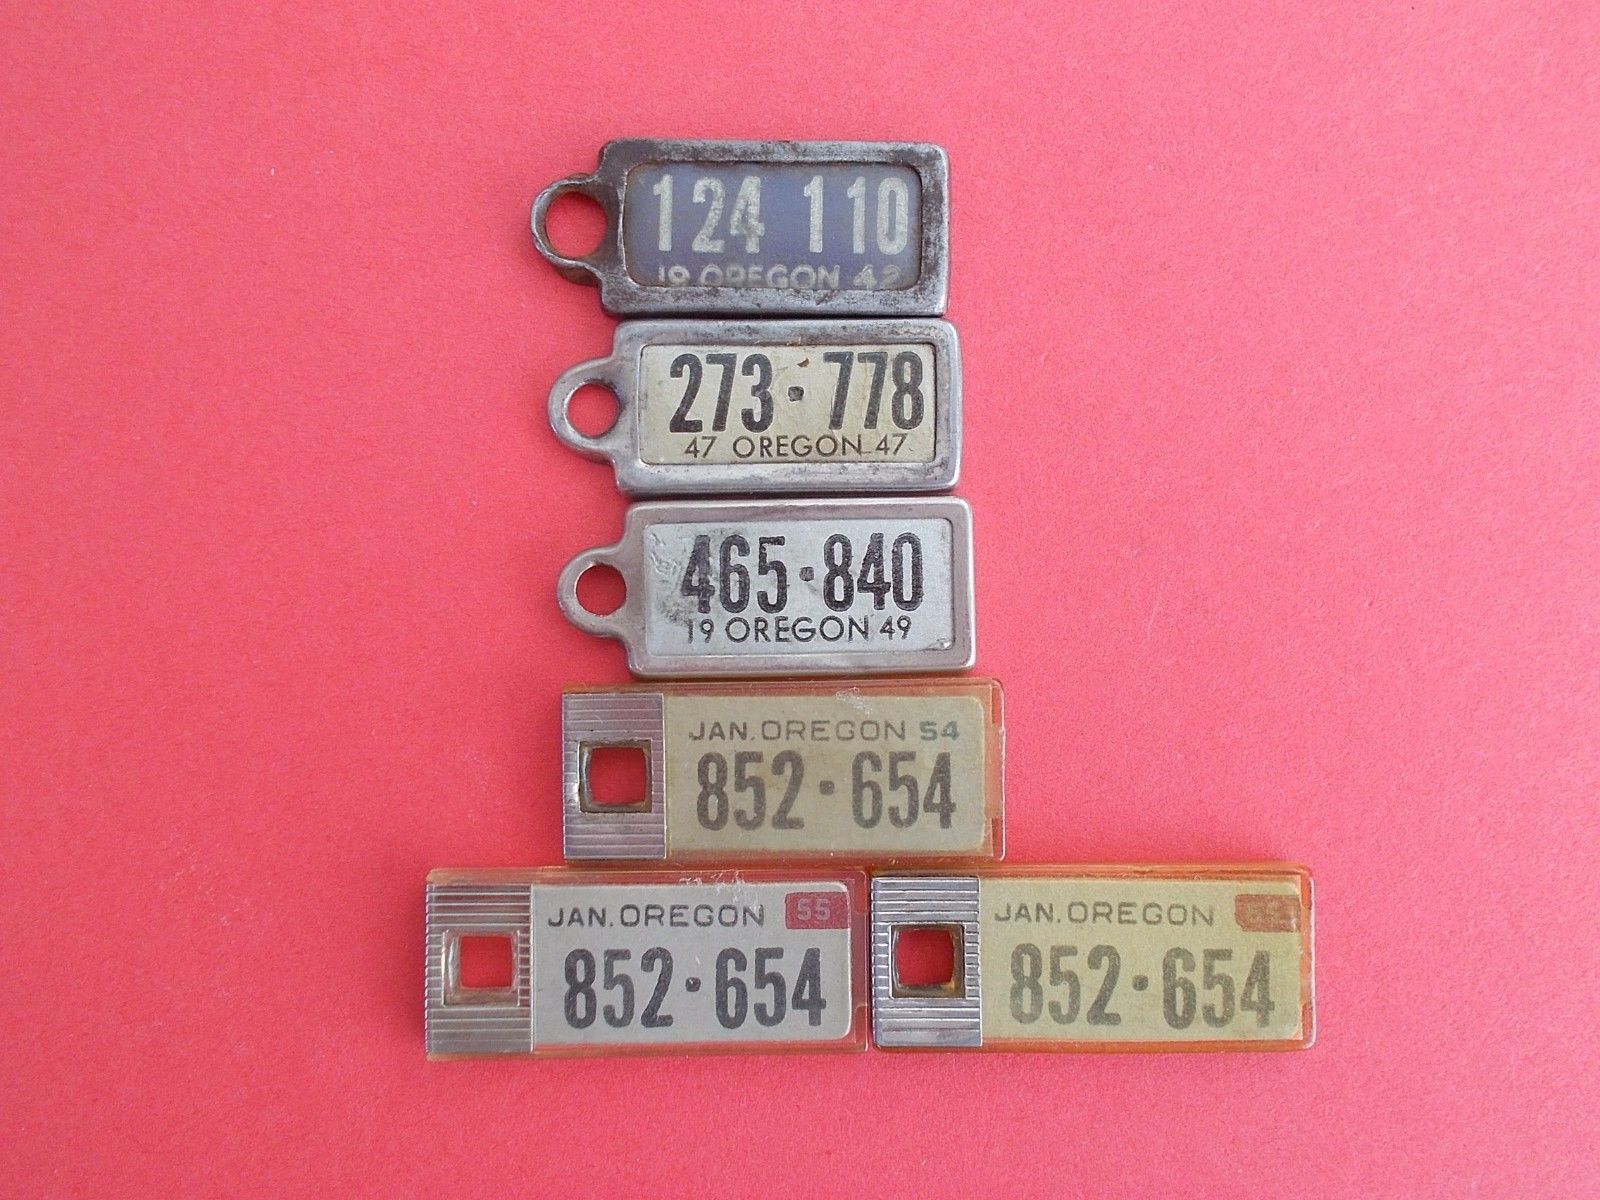 124 110
19 OREGON 42
273·778
47 OREGON 47
465·840
19 OREGON 49
JAN. OREGON 54
852·654
JAN. OREGON 55
852·654
JAN. OREGON
852·654